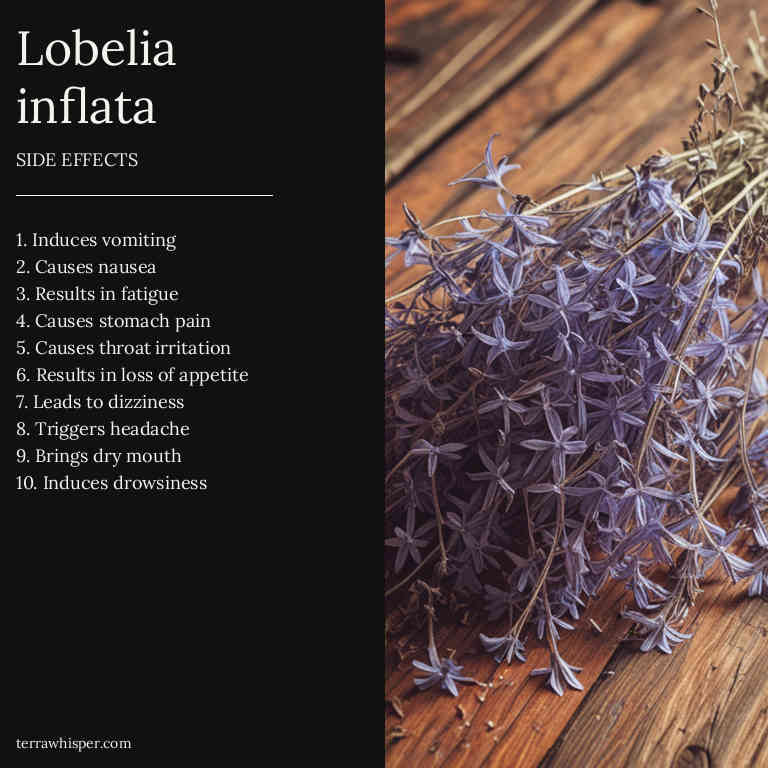 Lobelia
inflata
SIDE EFFECTS
1. Induces vomiting
2. Causes nausea
3. Results in fatigue
4. Causes stomach pain
5. Causes throat irritation
6. Results in loss of appetite
7. Leads to dizziness
8. Triggers headache
9. Brings dry mouth
10. Induces drowsiness
terrawhisper.com